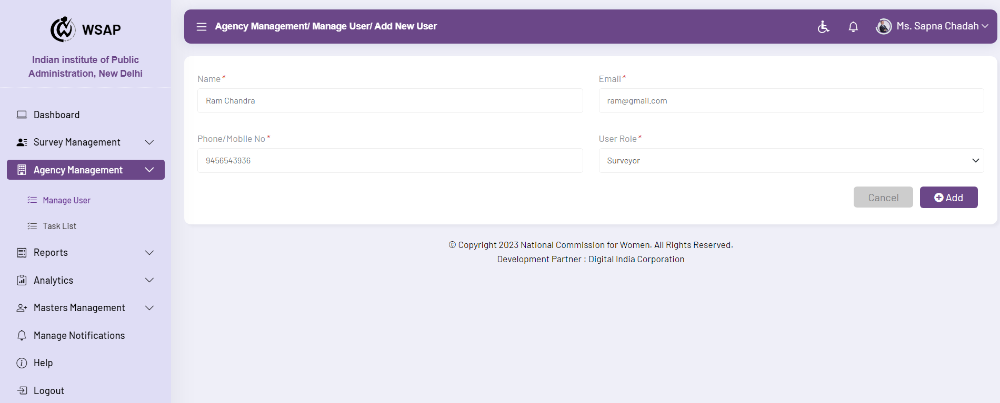 WSAP
Indian institute of Public
Administration, New Delhi
Dashboard
Survey Management
Agency Management
Manage User
Task List
Reports
Analytics
Masters Management
Manage Notifications
Help
Logout
Agency Management/ Manage User/ Add New User
Ms. Sapna Chadah
Name*
Email*
Ram Chandra
ram@gmail.com
Phone/Mobile No*
User Role*
9456543936
Surveyor
Cancel
Add
© Copyright 2023 National Commission for Women. All Rights Reserved.
Development Partner : Digital India Corporation